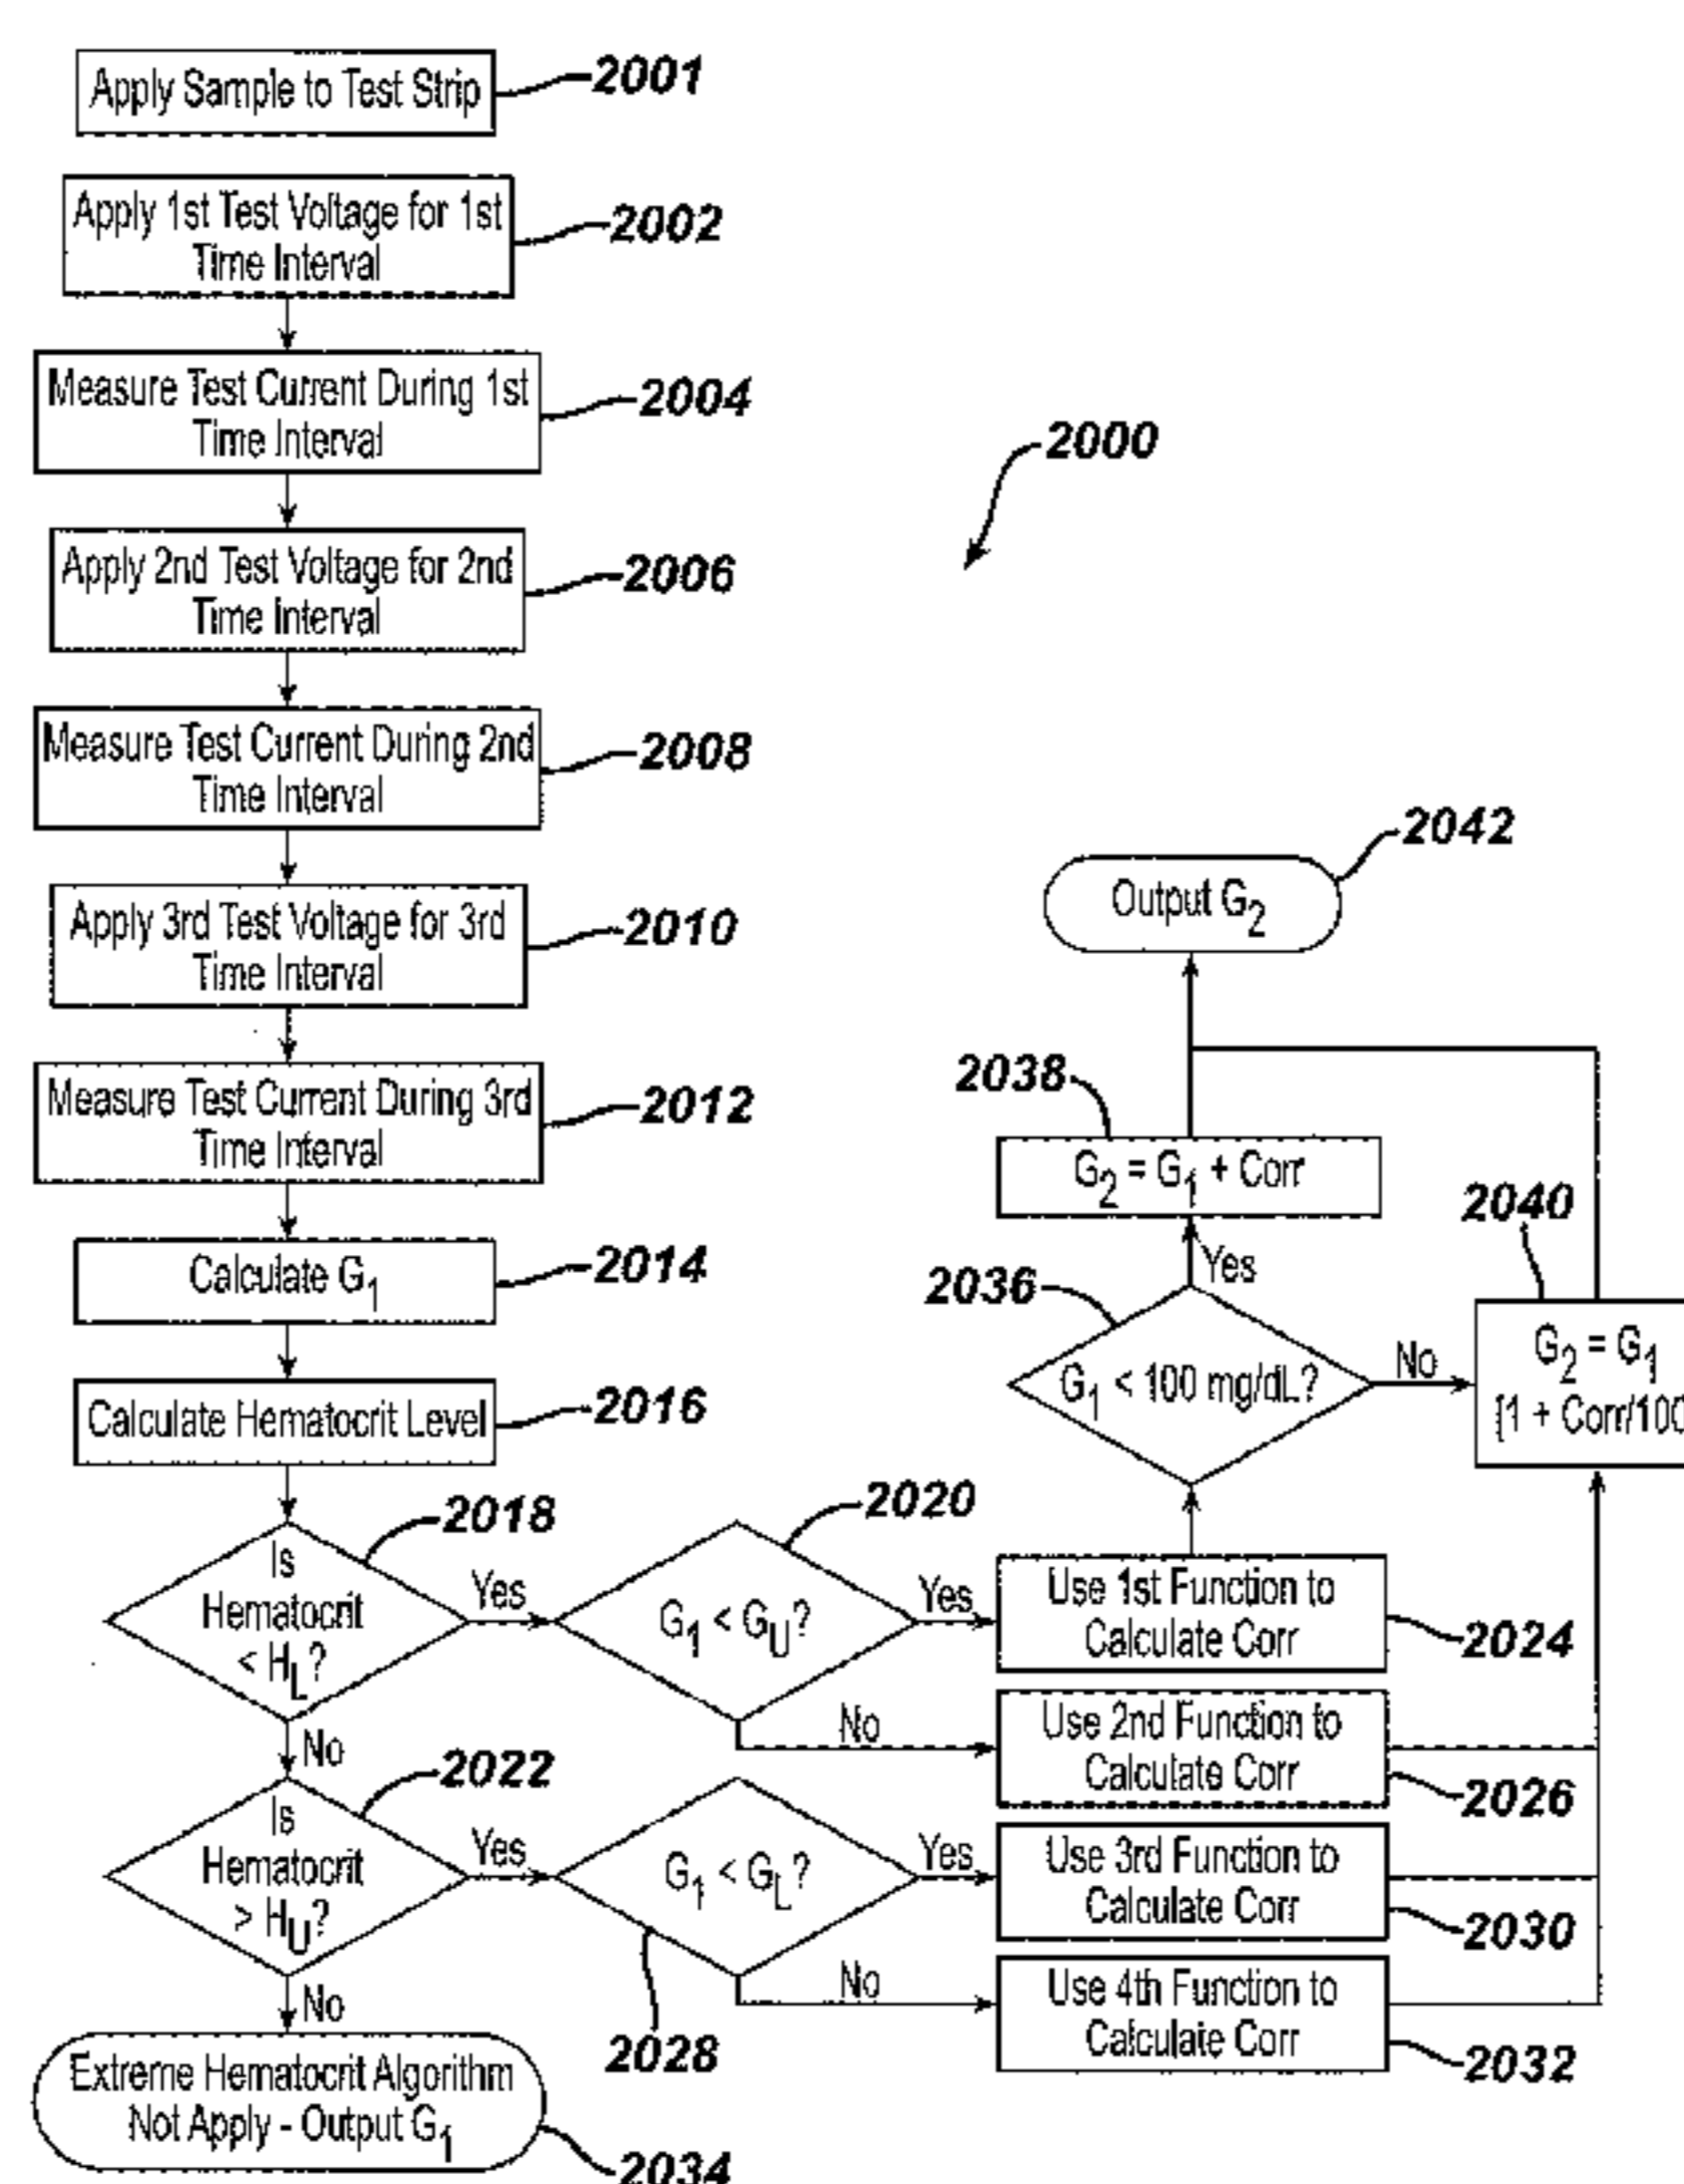 Apply Sample to Test Strip
2001
Apply 1st Test Voltage for 1st
Time Interval
2002
Measure Test Current During 1st
Time Interval
2004
2000
Apply 2nd Test Voltage for 2nd
Time Interval
2006
Measure Test Current During 2nd
Time Interval
2008
Apply 3rd Test Voltage for 3rd
Time Interval
2010
Measure Test Current During 3rd
Time Interval
2012
Calculate G1
2014
Calculate Hematocrit Level
2016
Is
Hematocrit
< HL?
2018
Yes
No
G1 < GU?
2020
Yes
No
Use 1st Function to
Calculate Corr
2024
Use 2nd Function to
Calculate Corr
2026
Is
Hematocrit
> HU?
2022
Yes
No
G1 < GL?
2028
Yes
No
Use 3rd Function to
Calculate Corr
2030
Use 4th Function to
Calculate Corr
2032
Extreme Hematocrit Algorithm
Not Apply - Output G1
2034
G1 < 100 mg/dL?
2036
Yes
No
G2 = G1 + Corr
2038
G2 = G1
[1 + Corr/100
2040
Output G2
2042